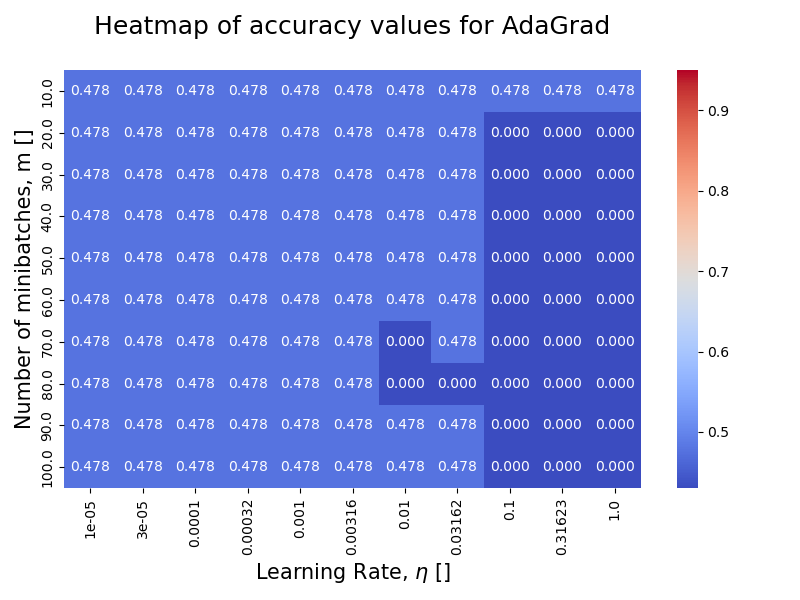 Heatmap of accuracy values for AdaGrad
Number of minibatches, m []
10.0 0.478 0.478 0.478 0.478 0.478 0.478 0.478 0.478 0.478 0.478 0.478
20.0 0.478 0.478 0.478 0.478 0.478 0.478 0.478 0.478 0.000 0.000 0.000
30.0 0.478 0.478 0.478 0.478 0.478 0.478 0.478 0.478 0.000 0.000 0.000
40.0 0.478 0.478 0.478 0.478 0.478 0.478 0.478 0.478 0.000 0.000 0.000
50.0 0.478 0.478 0.478 0.478 0.478 0.478 0.478 0.478 0.000 0.000 0.000
60.0 0.478 0.478 0.478 0.478 0.478 0.478 0.478 0.478 0.000 0.000 0.000
70.0 0.478 0.478 0.478 0.478 0.478 0.478 0.000 0.478 0.000 0.000 0.000
80.0 0.478 0.478 0.478 0.478 0.478 0.478 0.000 0.000 0.000 0.000 0.000
90.0 0.478 0.478 0.478 0.478 0.478 0.478 0.478 0.478 0.000 0.000 0.000
100.0 0.478 0.478 0.478 0.478 0.478 0.478 0.478 0.478 0.000 0.000 0.000
1e-05 3e-05 0.0001 0.00032 0.001 0.00316 0.01 0.03162 0.1 0.31623 1.0
Learning Rate, η []
0.9
0.8
0.7
0.6
0.5